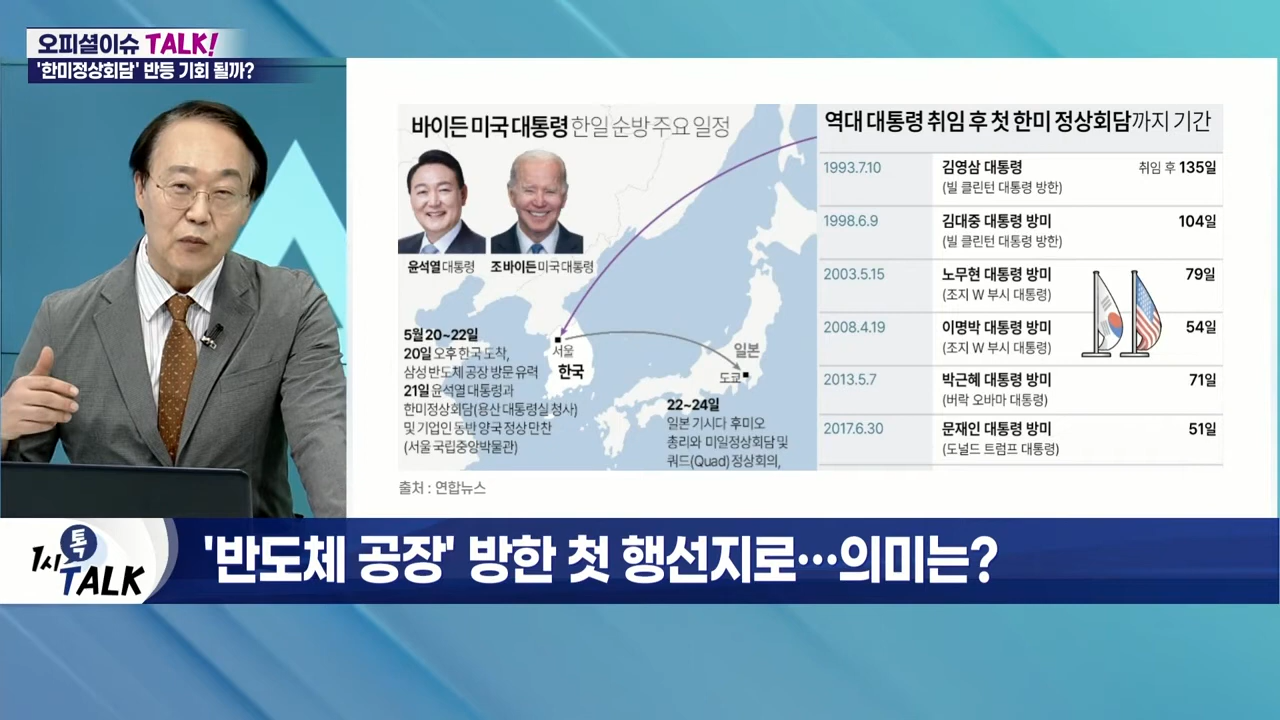 오피셜이슈 TALK!
'한미정상회담' 반등 기회 될까?
바이든 미국 대통령 한일 순방 주요 일정
윤석열 대통령
조 바이든 미국 대통령
5월 20~22일
20일 오후 한국 도착,
삼성 반도체 공장 방문 유력
21일 윤석열 대통령과
한미정상회담(용산 대통령실 청사)
및 기업인 동반 양국 정상 만찬
(서울 국립중앙박물관)
서울
한국
일본
도쿄
22~24일
일본 기시다 후미오
총리와 미일정상회담 및
쿼드(Quad) 정상회의,
역대 대통령 취임 후 첫 한미 정상회담까지 기간
1993.7.10 김영삼 대통령 취임 후 135일
(빌 클린턴 대통령 방한)
1998.6.9 김대중 대통령 방미 104일
(빌 클린턴 대통령 방한)
2003.5.15 노무현 대통령 방미 79일
(조지 W 부시 대통령)
2008.4.19 이명박 대통령 방미 54일
(조지 W 부시 대통령)
2013.5.7 박근혜 대통령 방미 71일
(버락 오바마 대통령)
2017.6.30 문재인 대통령 방미 51일
(도널드 트럼프 대통령)
출처 : 연합뉴스
1시 톡 TALK
'반도체 공장' 방한 첫 행선지로…의미는?